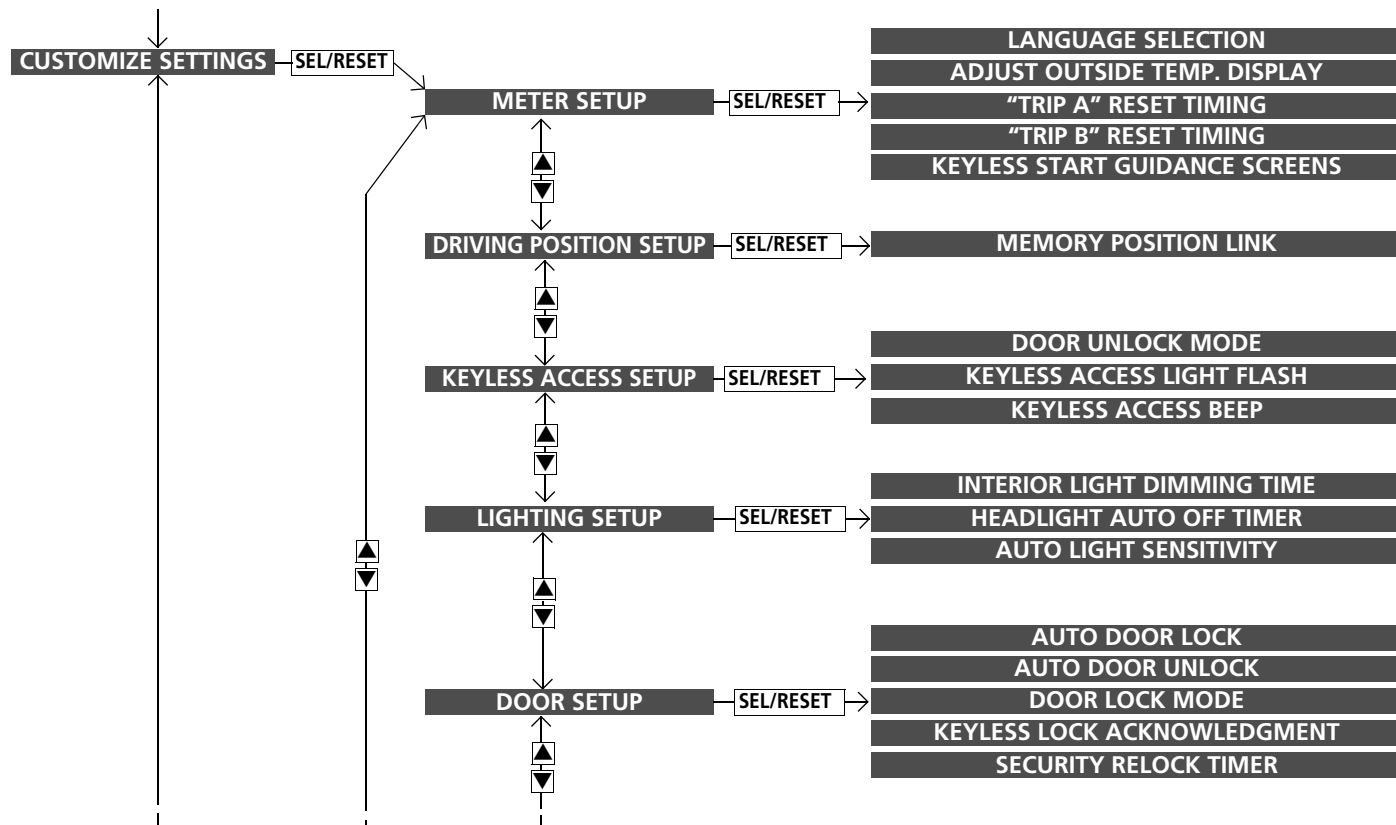 CUSTOMIZE SETTINGS
SEL/RESET
METER SETUP
SEL/RESET
LANGUAGE SELECTION
ADJUST OUTSIDE TEMP. DISPLAY
“TRIP A” RESET TIMING
“TRIP B” RESET TIMING
KEYLESS START GUIDANCE SCREENS
DRIVING POSITION SETUP
SEL/RESET
MEMORY POSITION LINK
KEYLESS ACCESS SETUP
SEL/RESET
DOOR UNLOCK MODE
KEYLESS ACCESS LIGHT FLASH
KEYLESS ACCESS BEEP
LIGHTING SETUP
SEL/RESET
INTERIOR LIGHT DIMMING TIME
HEADLIGHT AUTO OFF TIMER
AUTO LIGHT SENSITIVITY
DOOR SETUP
SEL/RESET
AUTO DOOR LOCK
AUTO DOOR UNLOCK
DOOR LOCK MODE
KEYLESS LOCK ACKNOWLEDGMENT
SECURITY RELOCK TIMER